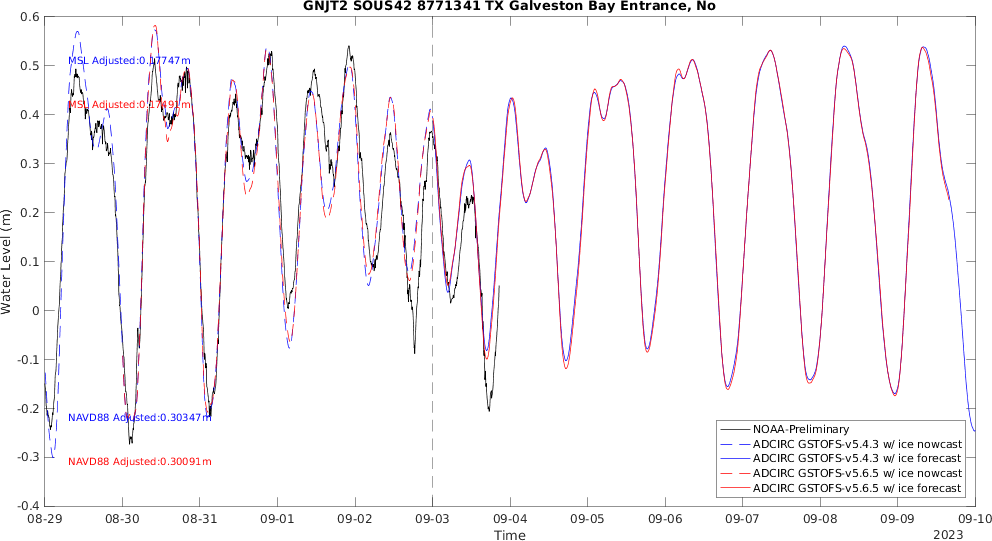 GNJT2 SOUS42 8771341 TX Galveston Bay Entrance, No
0.6
0.5
0.4
0.3
0.2
0.1
0
-0.1
-0.2
-0.3
-0.4
Water Level (m)
MSL Adjusted:0.17747m
MSL Adjusted:0.17491m
NAVD88 Adjusted:0.30347m
NAVD88 Adjusted:0.30091m
NOAA-Preliminary
ADCIRC GSTOFS-v5.4.3 w/ ice nowcast
ADCIRC GSTOFS-v5.4.3 w/ ice forecast
ADCIRC GSTOFS-v5.6.5 w/ ice nowcast
ADCIRC GSTOFS-v5.6.5 w/ ice forecast
08-29 08-30 08-31 09-01 09-02 09-03 09-04 09-05 09-06 09-07 09-08 09-09 09-10
Time
2023